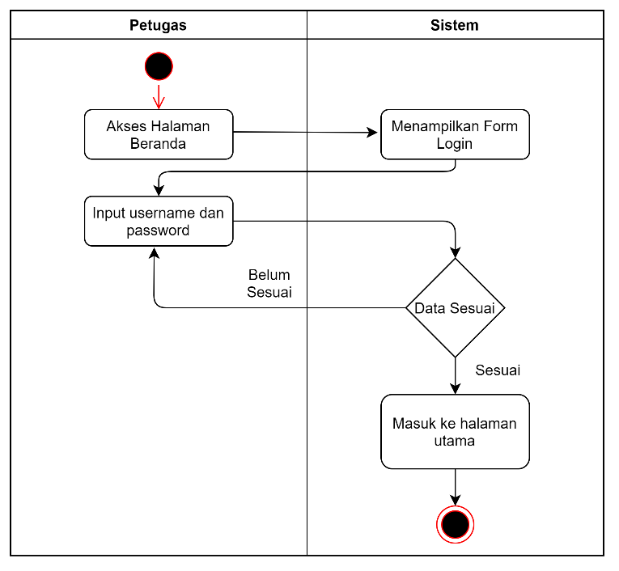 Petugas
Sistem
Akses Halaman
Beranda
Menampilkan Form
Login
Input username dan
password
Belum
Sesuai
Data Sesuai
Sesuai
Masuk ke halaman
utama